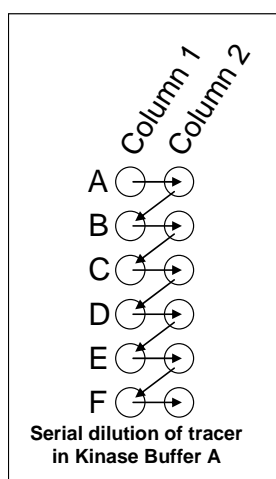 Column 1
Column 2
A
B
C
D
E
F
Serial dilution of tracer
in Kinase Buffer A